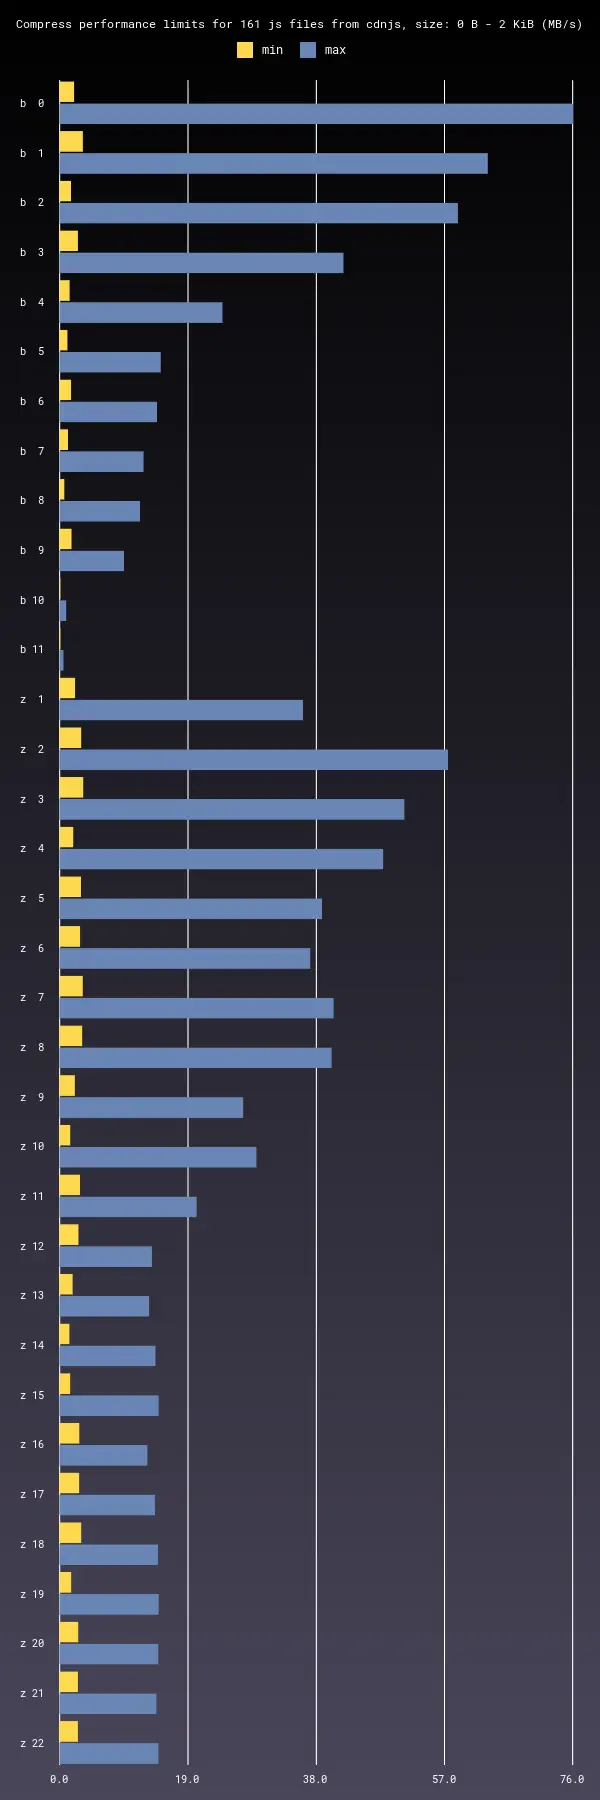 Compress performance limits for 161 js files from cdnjs, size: 0 B - 2 KiB (MB/s)
min max
b 0
b 1
b 2
b 3
b 4
b 5
b 6
b 7
b 8
b 9
b 10
b 11
z 1
z 2
z 3
z 4
z 5
z 6
z 7
z 8
z 9
z 10
z 11
z 12
z 13
z 14
z 15
z 16
z 17
z 18
z 19
z 20
z 21
z 22
0.0 19.0 38.0 57.0 76.0